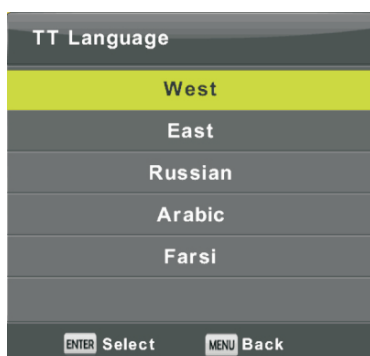 TT Language
West
East
Russian
Arabic
Farsi
ENTER Select MENU Back